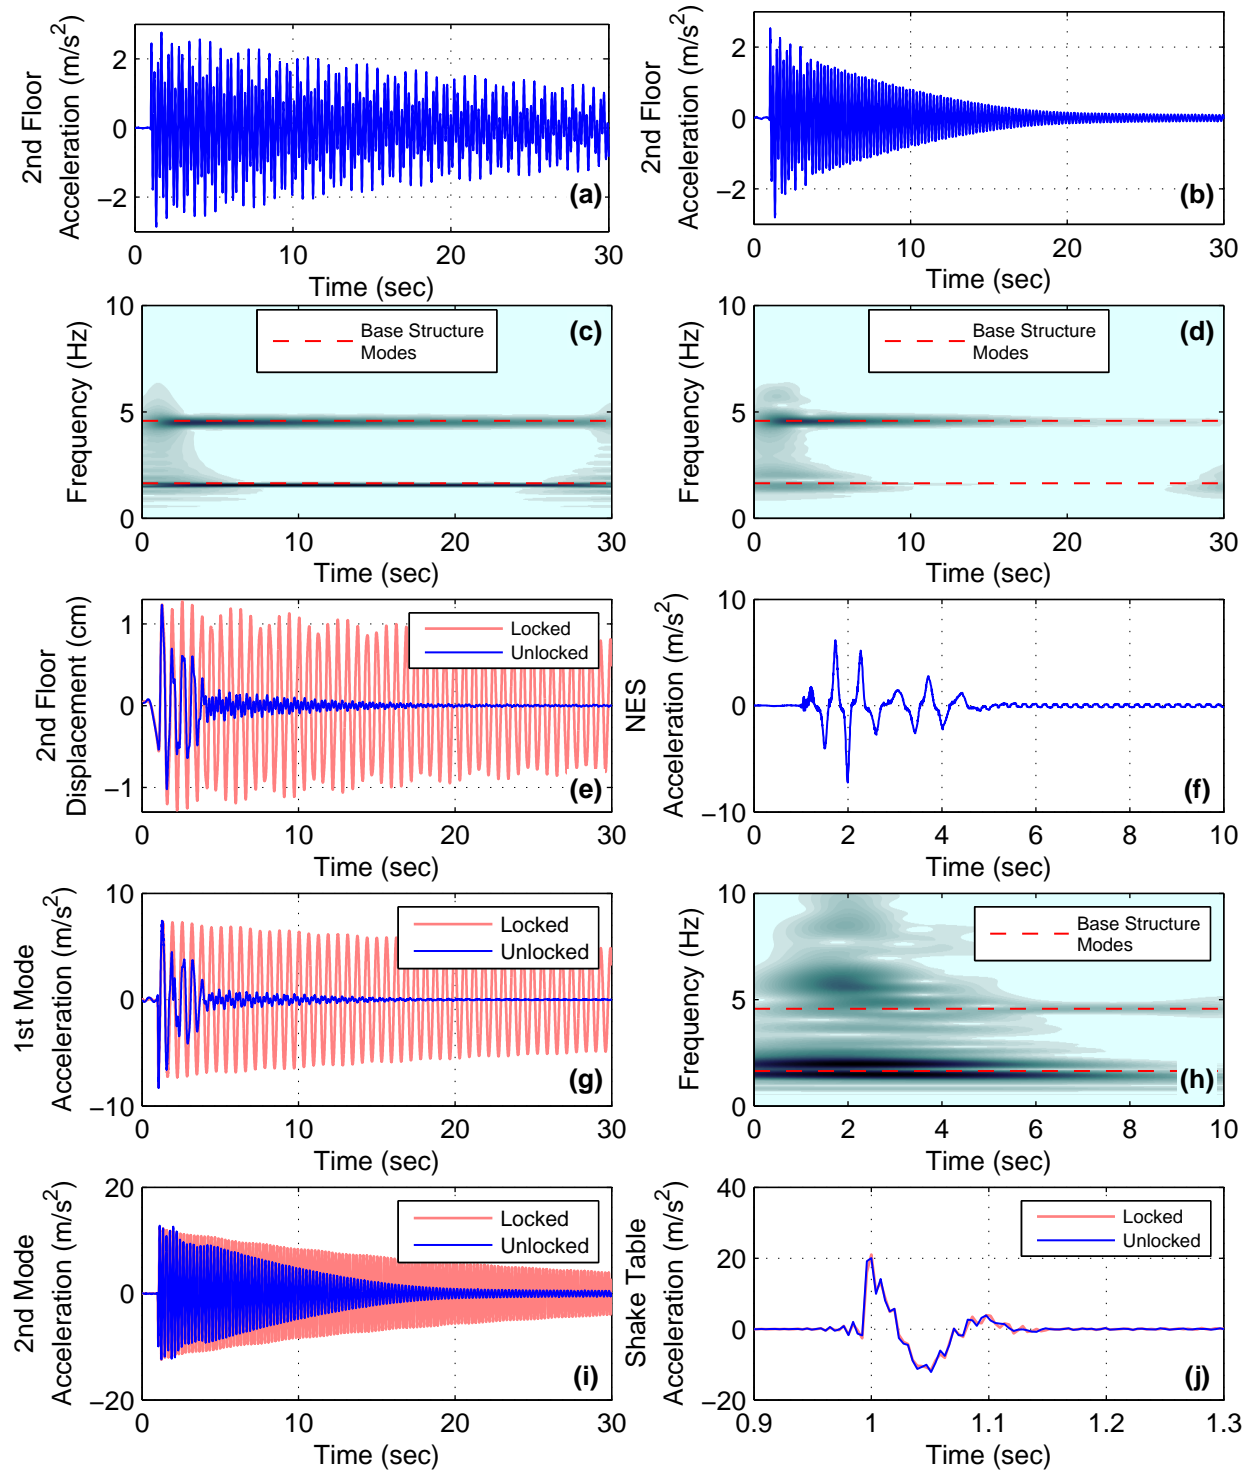 2nd Floor
Acceleration (m/s²)
2
0
−2
0
10
20
30
Time (sec)
(a)
2nd Floor
Acceleration (m/s²)
2
0
−2
0
10
20
30
Time (sec)
(b)
Frequency (Hz)
10
5
0
0
10
20
30
Time (sec)
Base Structure
Modes
(c)
Frequency (Hz)
10
5
0
0
10
20
30
Time (sec)
Base Structure
Modes
(d)
2nd Floor
Displacement (cm)
1
0
−1
0
10
20
30
Time (sec)
Locked
Unlocked
(e)
NES
Acceleration (m/s²)
10
0
−10
0
2
4
6
8
10
Time (sec)
(f)
1st Mode
Acceleration (m/s²)
10
0
−10
0
10
20
30
Time (sec)
Locked
Unlocked
(g)
Frequency (Hz)
10
5
0
0
2
4
6
8
10
Time (sec)
Base Structure
Modes
(h)
2nd Mode
Acceleration (m/s²)
20
0
−20
0
10
20
30
Time (sec)
Locked
Unlocked
(i)
Shake Table
Acceleration (m/s²)
40
20
0
−20
0.9
1
1.1
1.2
1.3
Time (sec)
Locked
Unlocked
(j)